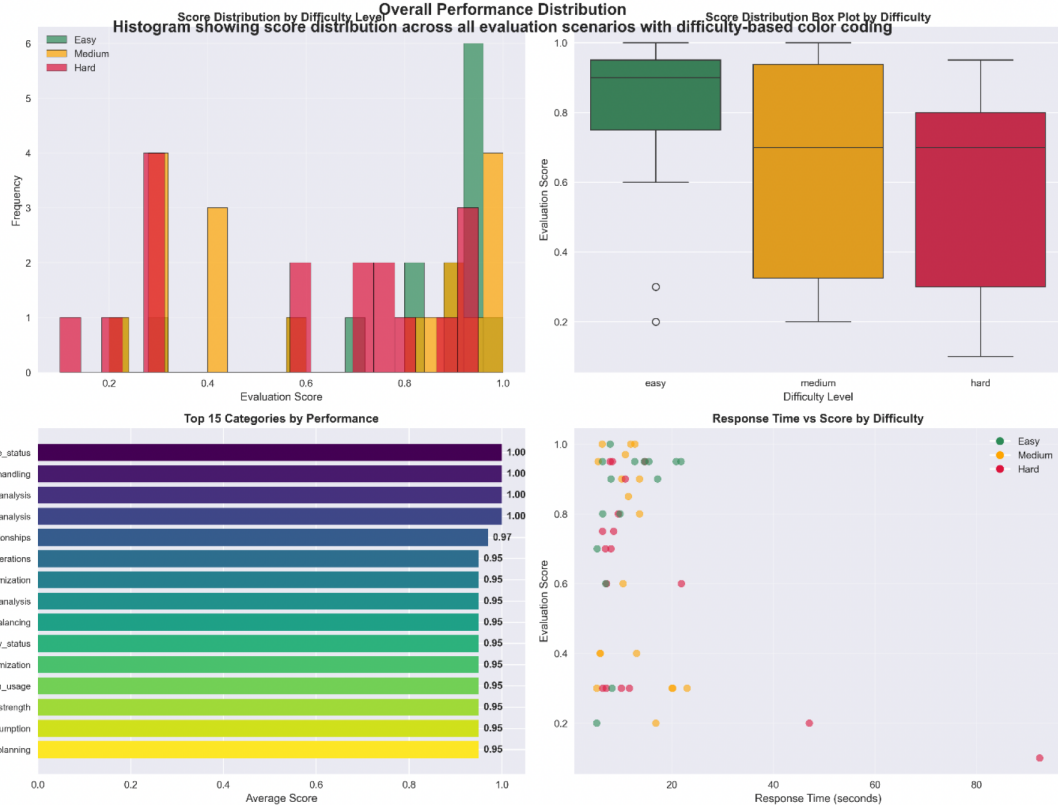 Overall Performance Distribution
Histogram showing score distribution across all evaluation scenarios with difficulty-based color coding
Score Distribution by Difficulty Level
Easy
Medium
Hard
6
5
4
3
2
1
0
Frequency
0.2 0.4 0.6 0.8 1.0
Evaluation Score
Score Distribution Box Plot by Difficulty
1.0
0.8
0.6
0.4
0.2
Evaluation Score
easy medium hard
Difficulty Level
Top 15 Categories by Performance
_status 1.00
handling 1.00
analysis 1.00
analysis 1.00
onships 0.97
erations 0.95
mization 0.95
analysis 0.95
alancing 0.95
_status 0.95
mization 0.95
_usage 0.95
strength 0.95
umption 0.95
planning 0.95
0.0 0.2 0.4 0.6 0.8 1.0
Average Score
Response Time vs Score by Difficulty
Easy
Medium
Hard
1.0
0.8
0.6
0.4
0.2
Evaluation Score
20 40 60 80
Response Time (seconds)